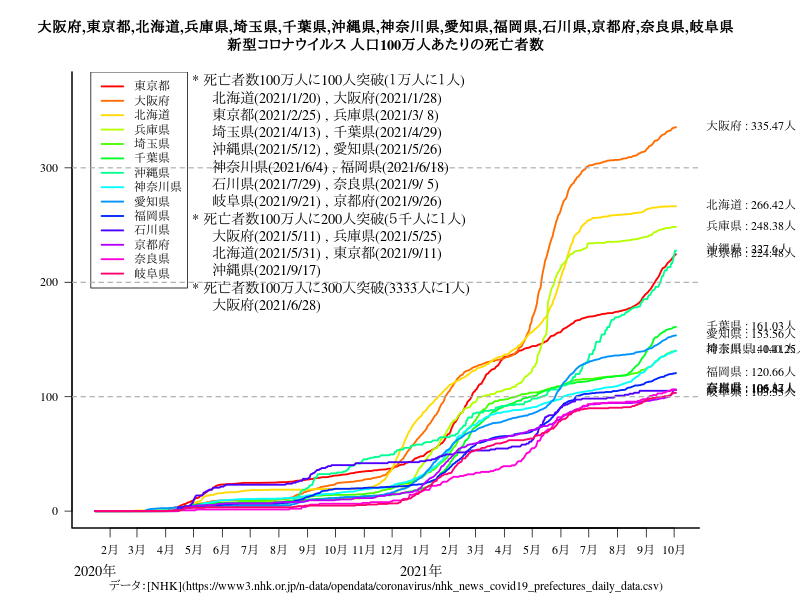 大阪府,東京都,北海道,兵庫県,埼玉県,千葉県,沖縄県,神奈川県,愛知県,福岡県,石川県,京都府,奈良県,岐阜県
新型コロナウイルス 人口100万人あたりの死亡者数
東京都
大阪府
北海道
兵庫県
埼玉県
千葉県
沖縄県
神奈川県
愛知県
福岡県
石川県
京都府
奈良県
岐阜県
* 死亡者数100万人に100人突破(1万人に1人)
北海道(2021/1/20) , 大阪府(2021/1/28)
東京都(2021/2/25) , 兵庫県(2021/3/ 8)
埼玉県(2021/4/13) , 千葉県(2021/4/29)
沖縄県(2021/5/12) , 愛知県(2021/5/26)
神奈川県(2021/6/4) , 福岡県(2021/6/18)
石川県(2021/7/29) , 奈良県(2021/9/ 5)
岐阜県(2021/9/21) , 京都府(2021/9/26)
* 死亡者数100万人に200人突破(5千人に1人)
大阪府(2021/5/11) , 兵庫県(2021/5/25)
北海道(2021/5/31) , 東京都(2021/9/11)
沖縄県(2021/9/17)
* 死亡者数100万人に300人突破(3333人に1人)
大阪府(2021/6/28)
大阪府 : 335.47人
北海道 : 266.42人
兵庫県 : 248.38人
沖縄県 : 227.6人
東京都 : 224.48人
千葉県 : 161.03人
愛知県 : 153.56人
福岡県 : 120.66人
300
200
100
0
2月 3月 4月 5月 6月 7月 8月 9月 10月 11月 12月 1月 2月 3月 4月 5月 6月 7月 8月 9月 10月
2020年 2021年
データ:[NHK](https://www3.nhk.or.jp/n-data/opendata/coronavirus/nhk_news_covid19_prefectures_daily_data.csv)